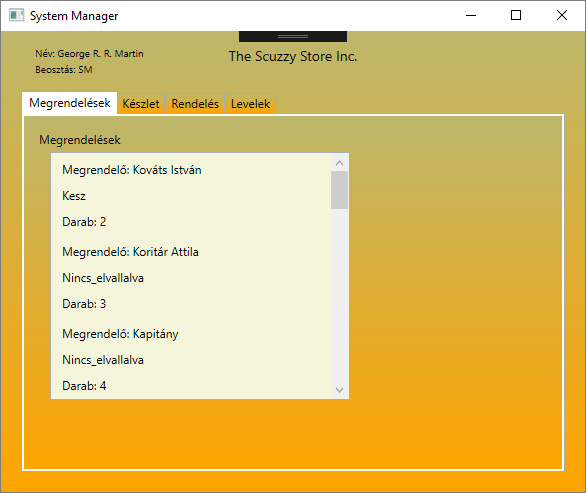 System Manager
Név: George R. R. Martin
The Scuzzy Store Inc.
Beosztás: SM
Megrendelések Készlet Rendelés Levelek
Megrendelések
Megrendelő: Kováts István
Kesz
Darab: 2
Megrendelő: Koritár Attila
Nincs_elvallalva
Darab: 3
Megrendelő: Kapitány
Nincs_elvallalva
Darab: 4